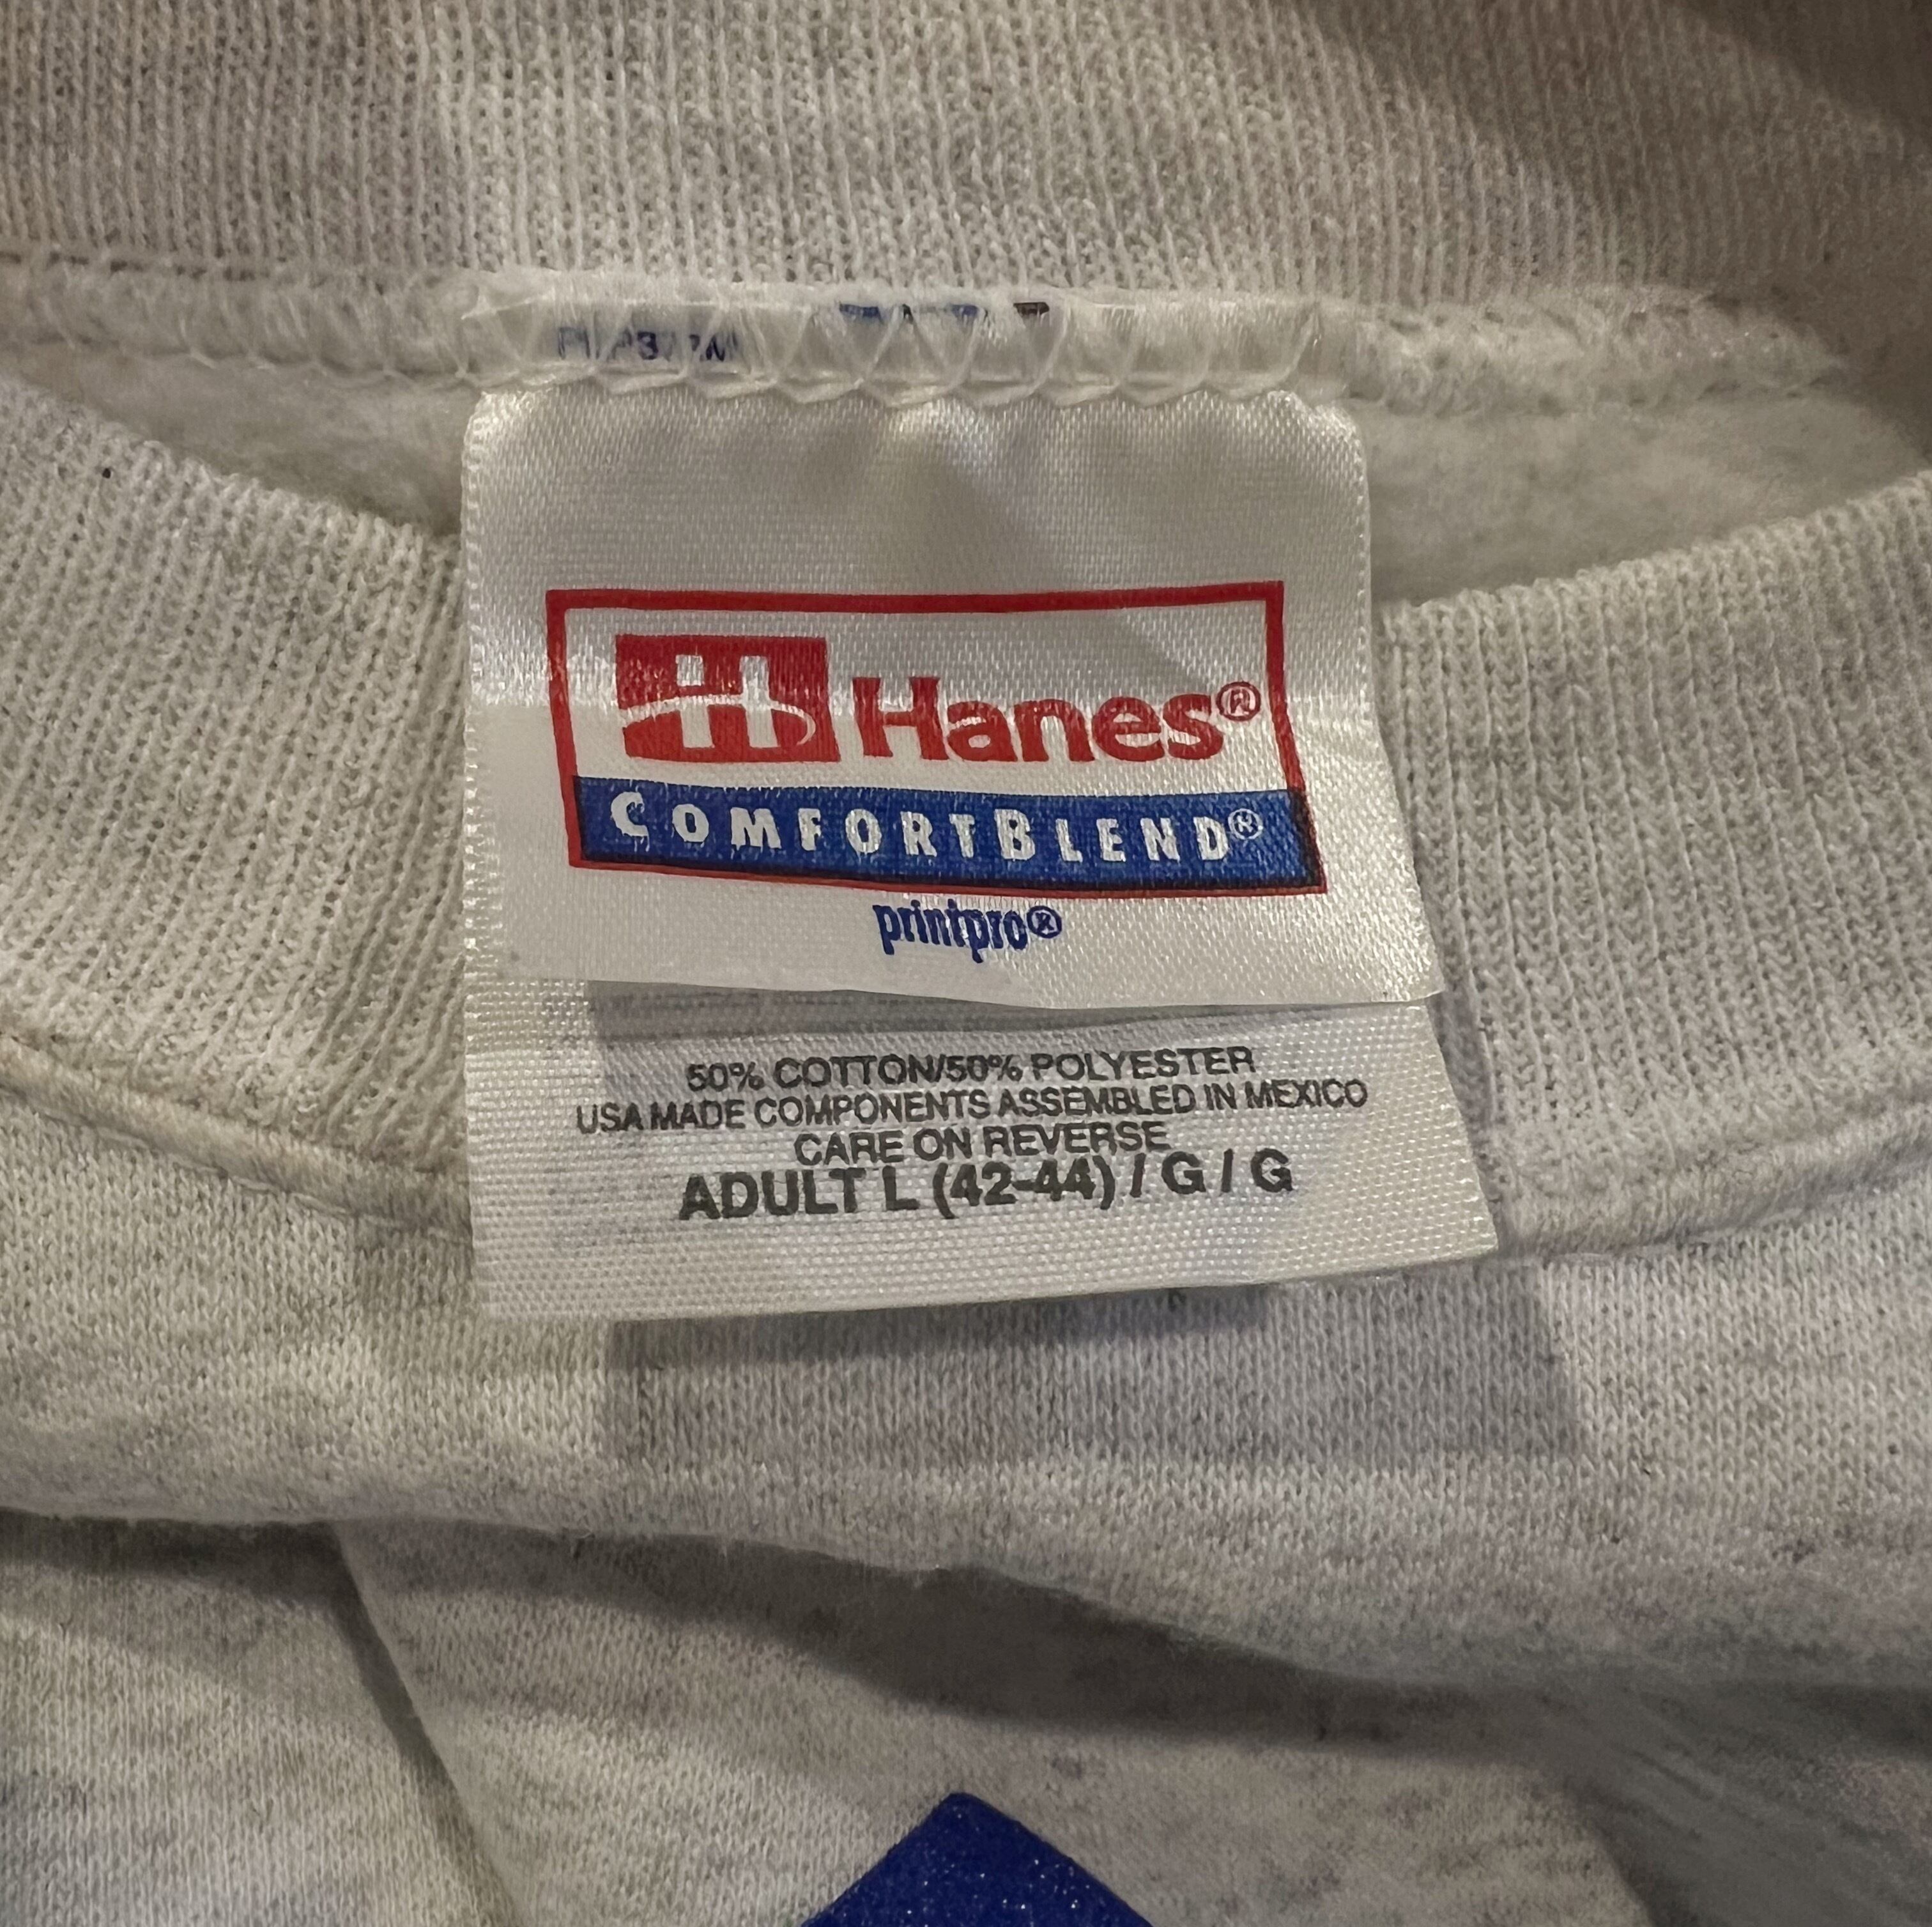 Hanes®
COMFORTBLEND®
printpro®
50% COTTON/50% POLYESTER
USA MADE COMPONENTS ASSEMBLED IN MEXICO
CARE ON REVERSE
ADULT L (42-44) / G / G